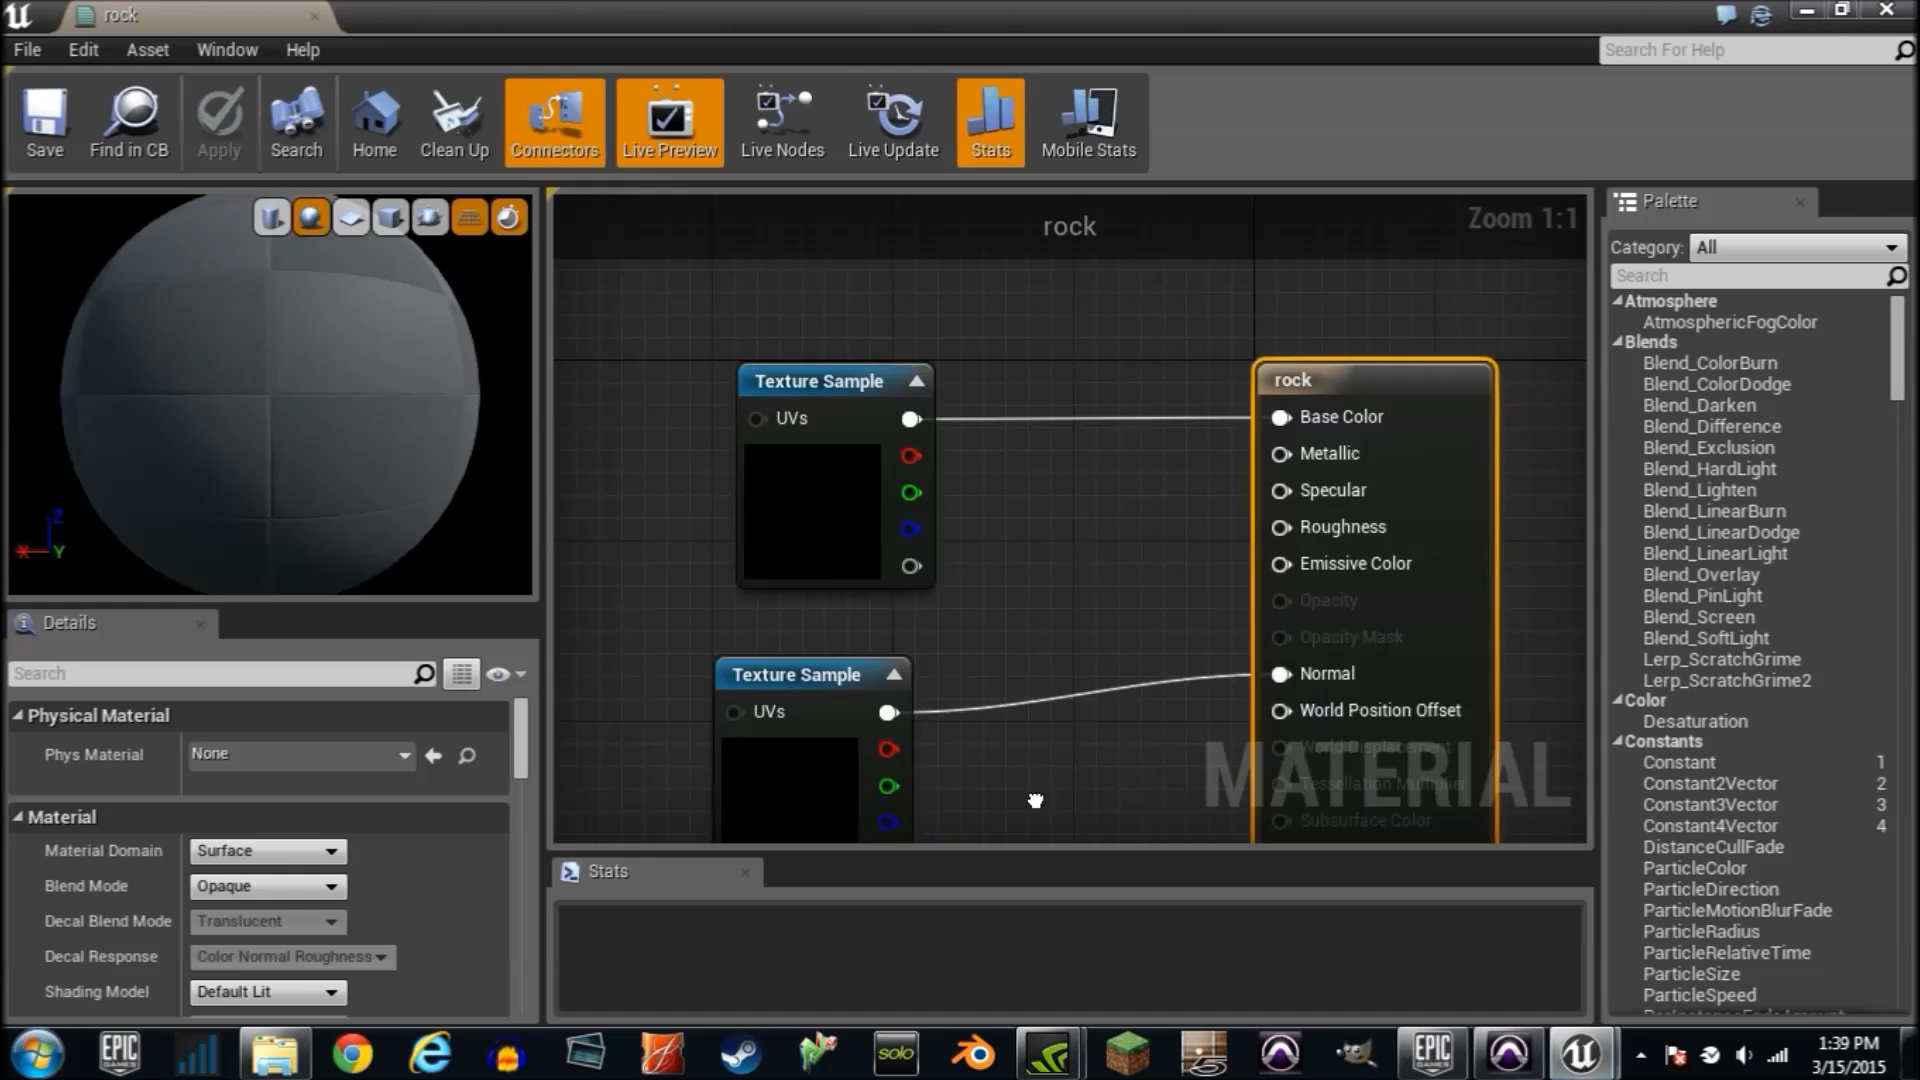 rock
File Edit Asset Window Help
Search For Help
Save
Find in CB
Apply
Search
Home
Clean Up
Connectors
Live Preview
Live Nodes
Live Update
Stats
Mobile Stats
rock
Zoom 1:1
Z
X
Y
Texture Sample
UVs
Texture Sample
UVs
rock
Base Color
Metallic
Specular
Roughness
Emissive Color
Opacity
Opacity Mask
Normal
World Position Offset
World Displacement
Tessellation Multiplier
Subsurface Color
MATERIAL
Details
Search
Physical Material
Phys Material None
Material
Material Domain Surface
Blend Mode Opaque
Decal Blend Mode Translucent
Decal Response Color Normal Roughness
Shading Model Default Lit
Stats
Palette
Category: All
Search
Atmosphere
AtmosphericFogColor
Blends
Blend_ColorBurn
Blend_ColorDodge
Blend_Darken
Blend_Difference
Blend_Exclusion
Blend_HardLight
Blend_Lighten
Blend_LinearBurn
Blend_LinearDodge
Blend_LinearLight
Blend_Overlay
Blend_PinLight
Blend_Screen
Blend_SoftLight
Lerp_ScratchGrime
Lerp_ScratchGrime2
Color
Desaturation
Constants
Constant 1
Constant2Vector 2
Constant3Vector 3
Constant4Vector 4
DistanceCullFade
ParticleColor
ParticleDirection
ParticleMotionBlurFade
ParticleRadius
ParticleRelativeTime
ParticleSize
ParticleSpeed
EPIC GAMES
solo
5
EPIC GAMES
1:39 PM
3/15/2015